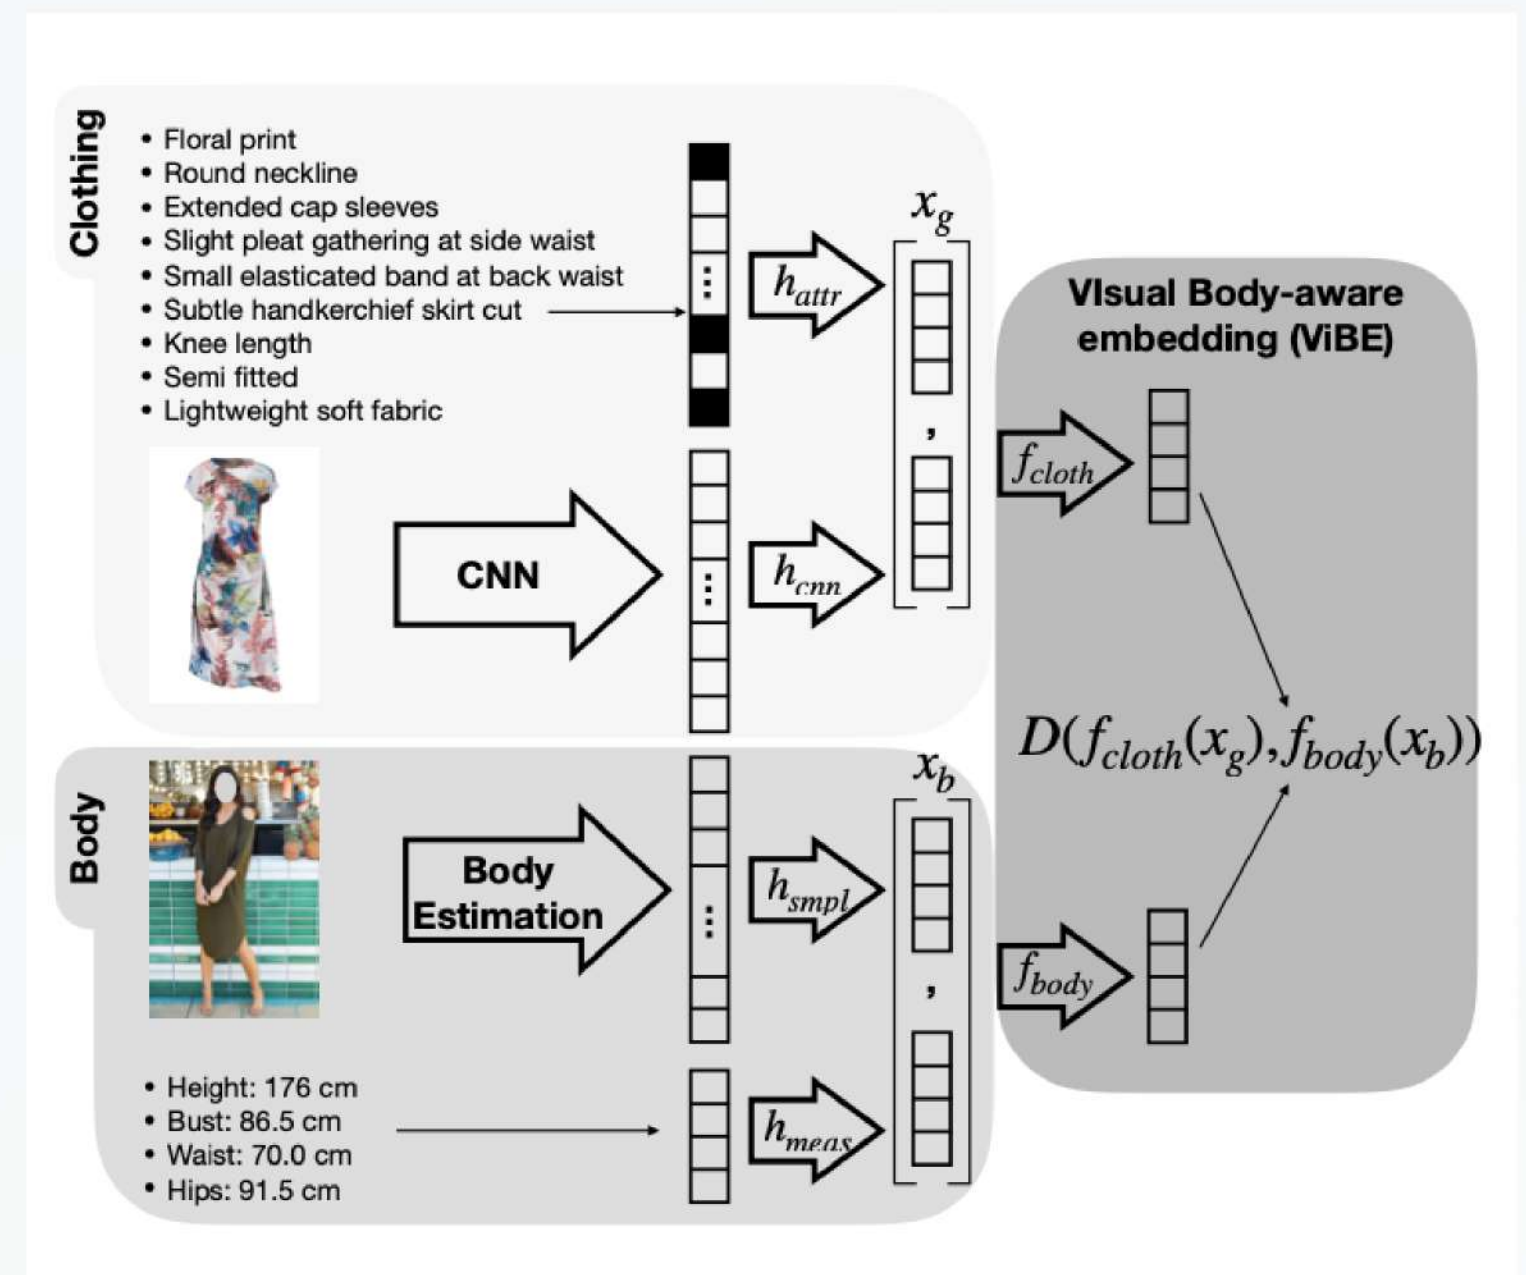 Clothing
• Floral print
• Round neckline
• Extended cap sleeves
• Slight pleat gathering at side waist
• Small elasticated band at back waist
• Subtle handkerchief skirt cut
• Knee length
• Semi fitted
• Lightweight soft fabric
h_attr
x_g
,
CNN
h_cnn
Body
Body
Estimation
h_smpl
x_b
,
• Height: 176 cm
• Bust: 86.5 cm
• Waist: 70.0 cm
• Hips: 91.5 cm
h_meas
VIsual Body-aware
embedding (ViBE)
f_cloth
D(f_cloth(x_g),f_body(x_b))
f_body